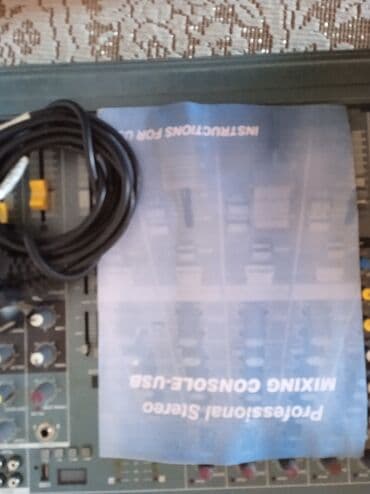 Professional Stereo
MIXING CONSOLE-USB
INSTRUCTIONS FOR